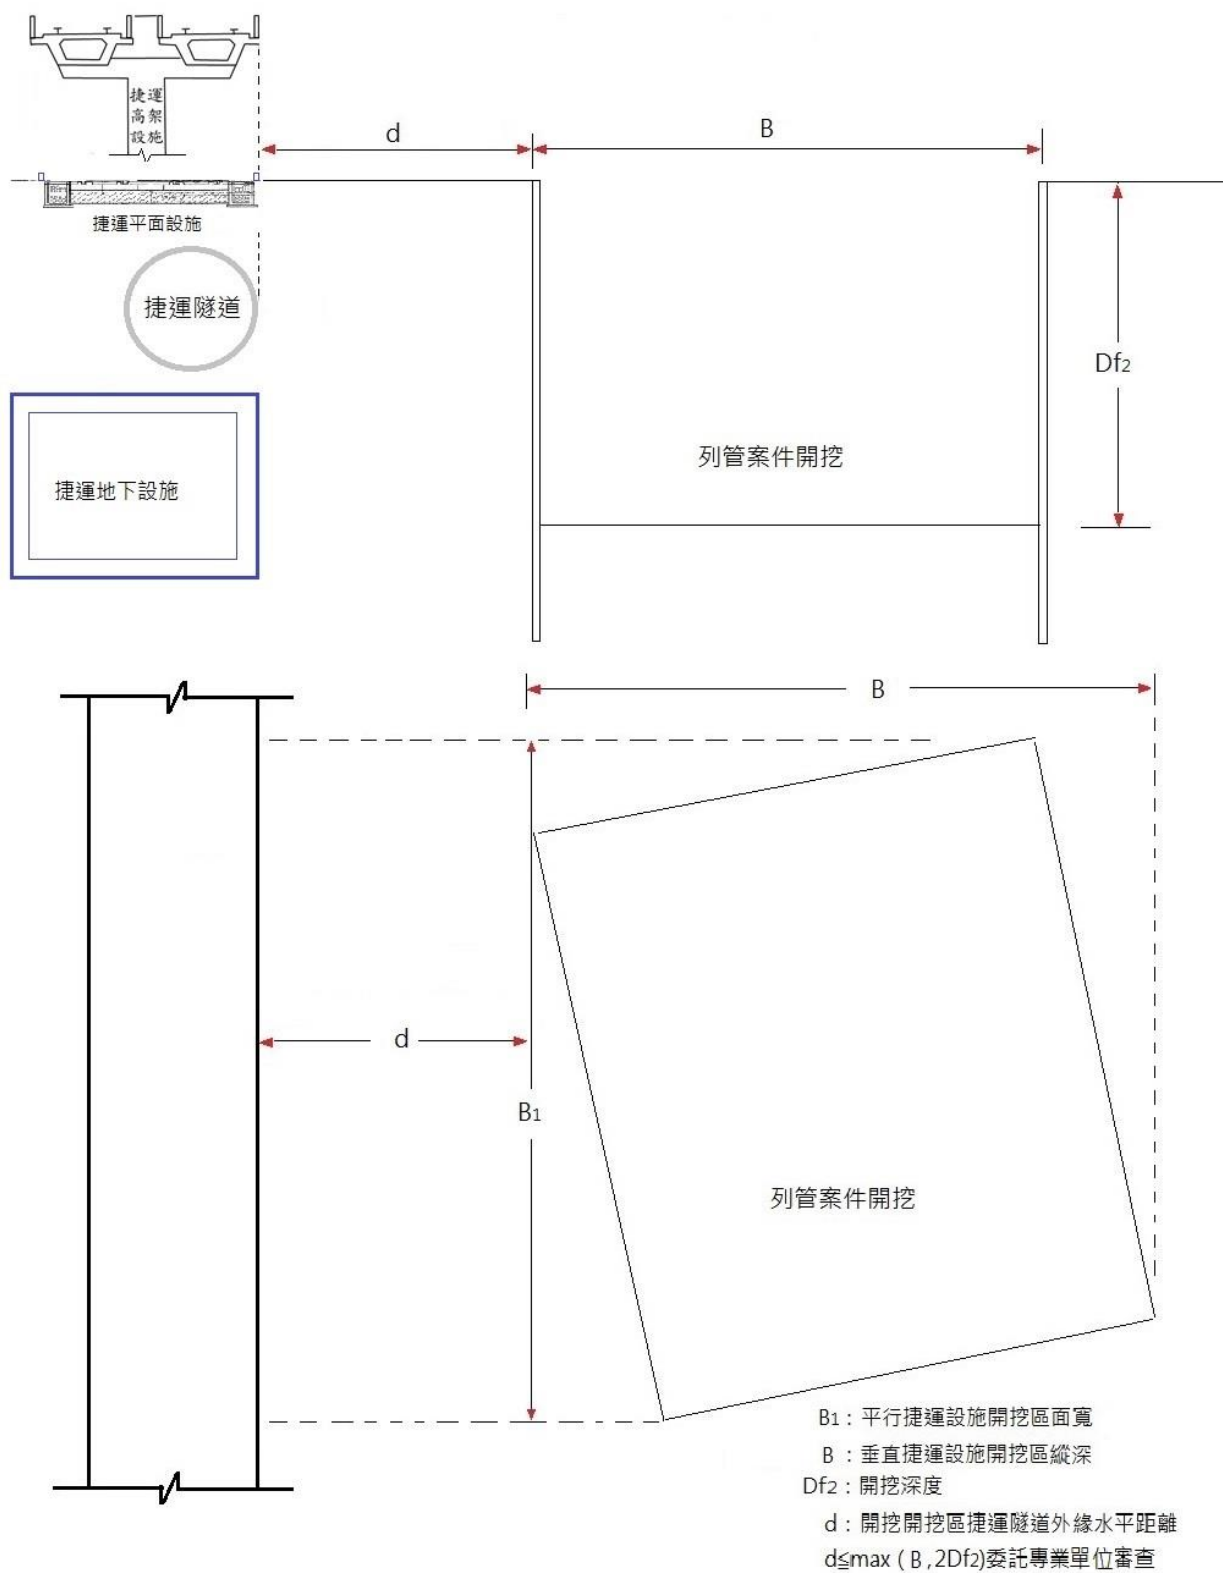 捷運
高架
設施
d
B
捷運平面設施
捷運隧道
Df2
列管案件開挖
捷運地下設施
B
d
B1
列管案件開挖
B1：平行捷運設施開挖區面寬
B：垂直捷運設施開挖區縱深
Df2：開挖深度
d：開挖開挖區捷運隧道外緣水平距離
d≦max（B,2Df2)委託專業單位審查